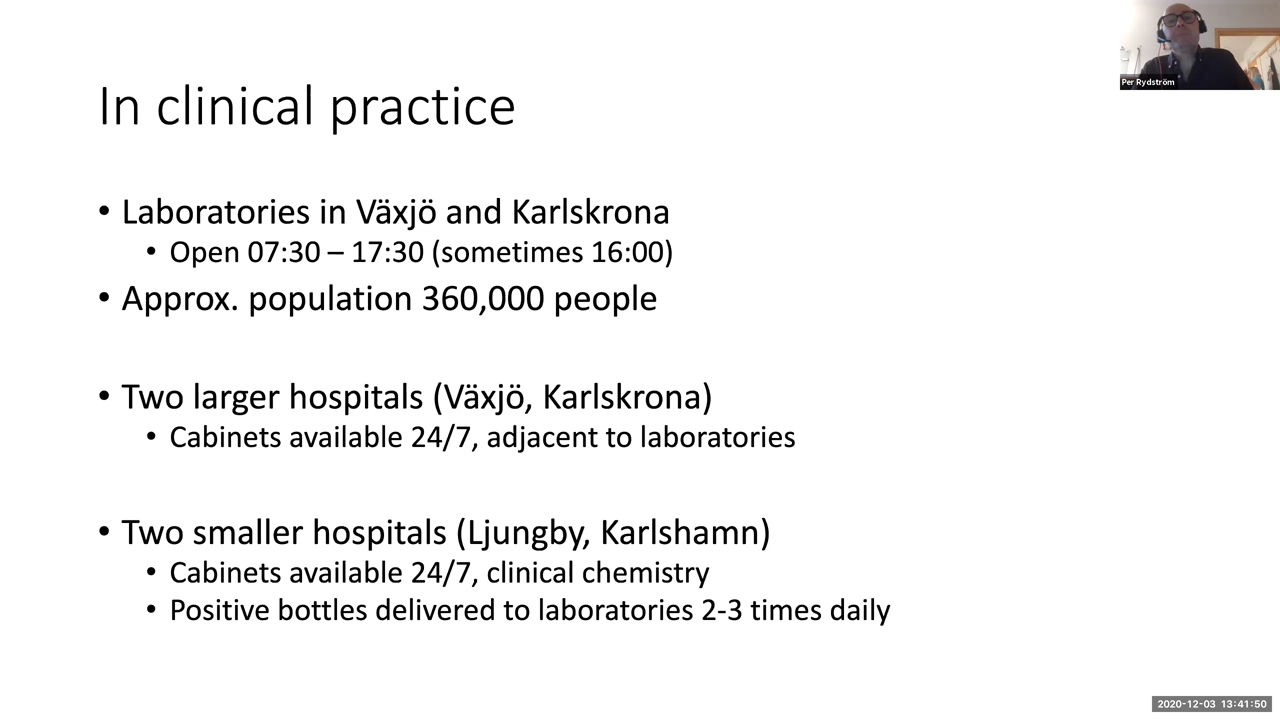 Per Rydström
In clinical practice
• Laboratories in Växjö and Karlskrona
• Open 07:30 – 17:30 (sometimes 16:00)
• Approx. population 360,000 people
• Two larger hospitals (Växjö, Karlskrona)
• Cabinets available 24/7, adjacent to laboratories
• Two smaller hospitals (Ljungby, Karlshamn)
• Cabinets available 24/7, clinical chemistry
• Positive bottles delivered to laboratories 2-3 times daily
2020-12-03 13:41:50